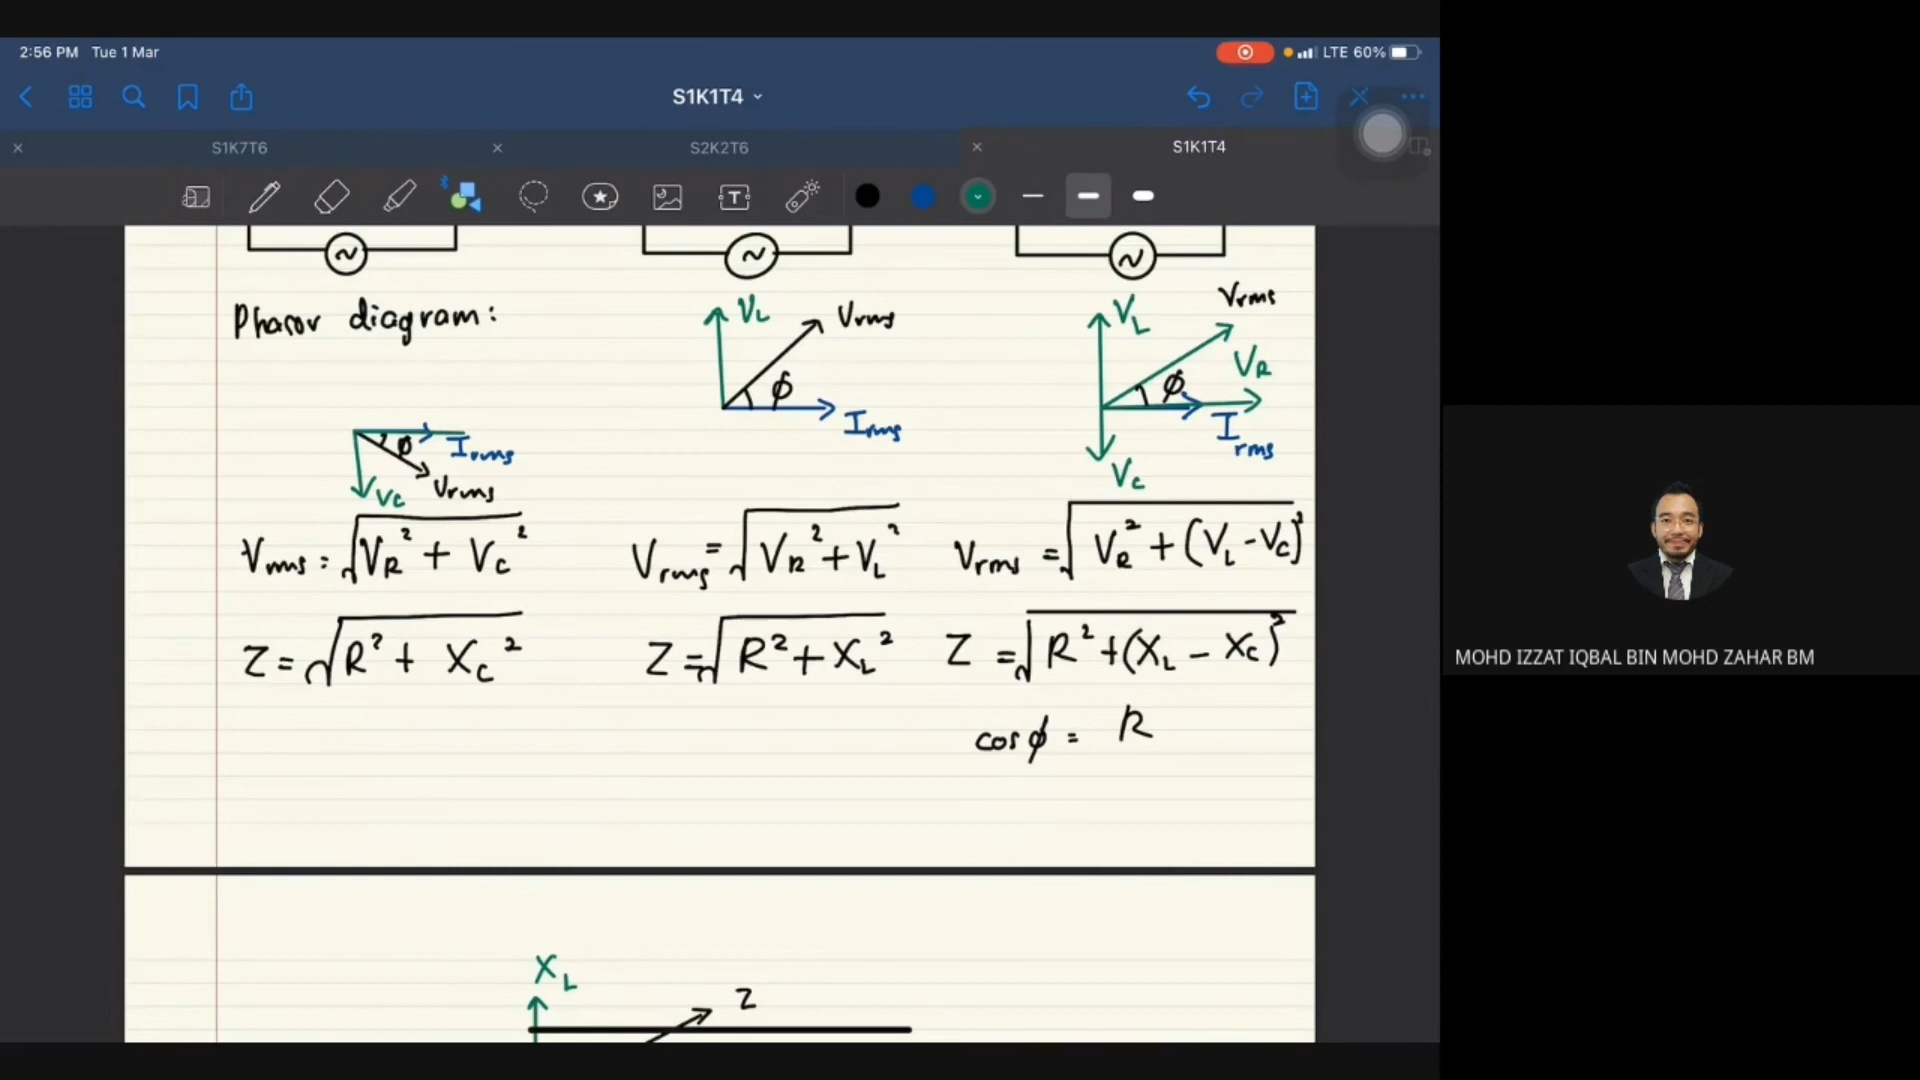 2:56 PM Tue 1 Mar
LTE 60%
S1K1T4
S1K7T6
S2K2T6
S1K1T4
T
Phasor diagram:
VL Vrms
ϕ
Irms
VL Vrms
VR
ϕ
Irms
VC
ϕ Irms
Vrms
VC
Vrms = √(VR² + VC²)
Vrms = √(VR² + VL²)
Vrms = √(VR² + (VL - VC)²)
Z = √(R² + XC²)
Z = √(R² + XL²)
Z = √(R² + (XL - XC)²)
cos ϕ = R
XL
Z
MOHD IZZAT IQBAL BIN MOHD ZAHAR BM